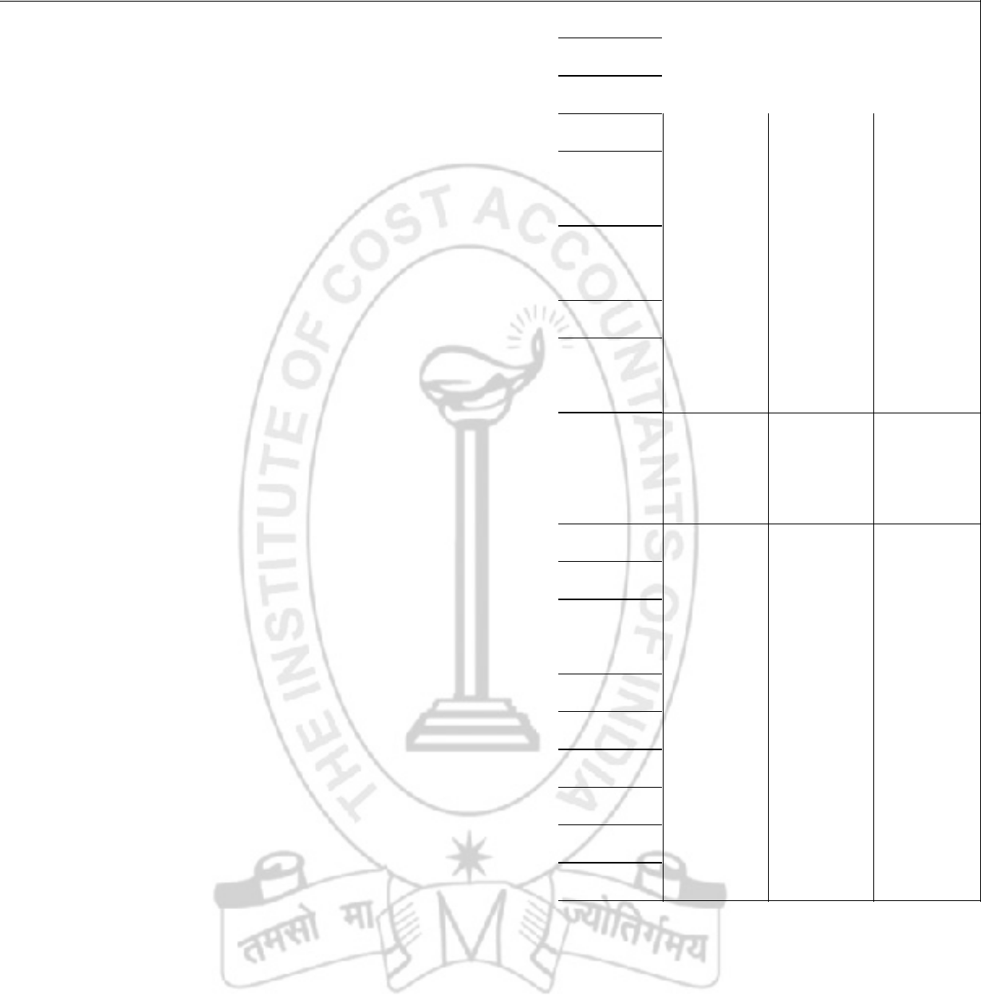 THE INSTITUTE OF COST ACCOUNTANTS OF INDIA
तमसो मा ज्योतिर्गमय